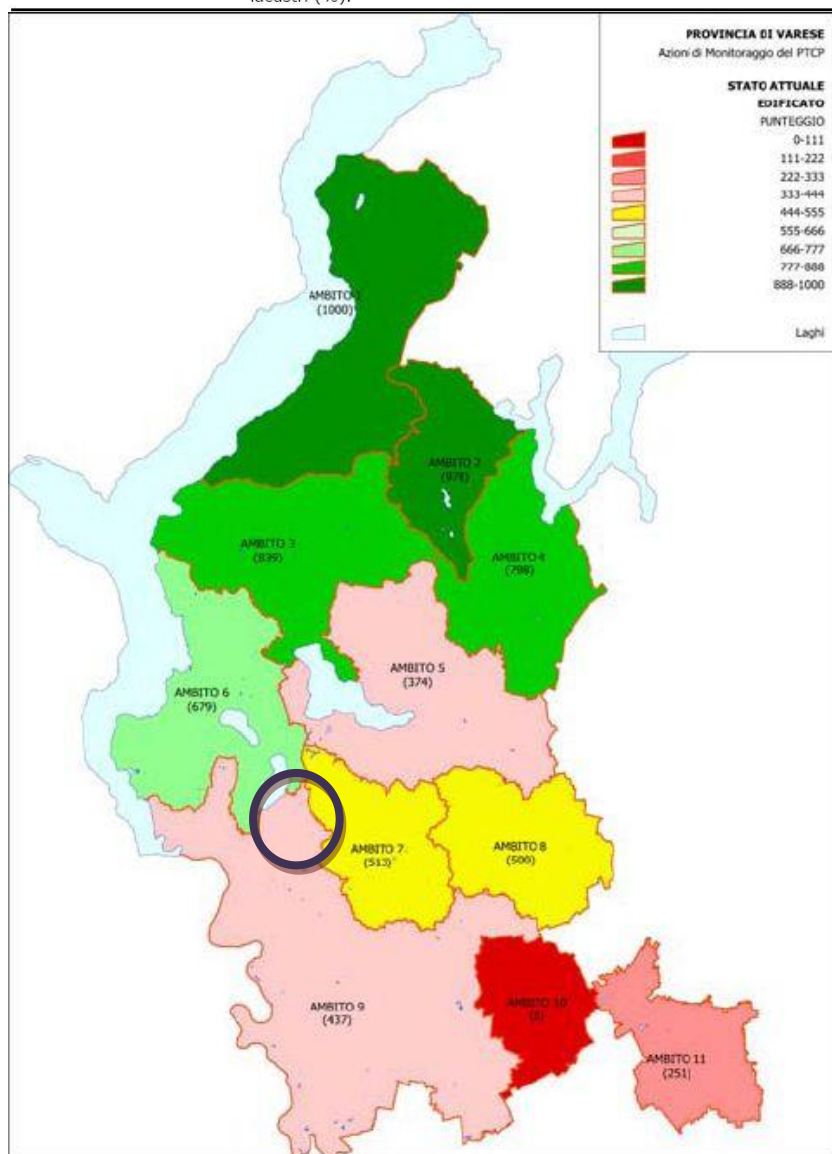 PROVINCIA DI VARESE
Azioni di Monitoraggio del PTCP
STATO ATTUALE
EDIFICATO
PUNTEGGIO
0-111
111-222
222-333
333-444
444-555
555-666
666-777
777-888
888-1000
Laghi
AMBITO
(1000)
AMBITO 2
AMBITO 3
(839)
AMBITO 4
(798)
AMBITO 5
(374)
AMBITO 6
(679)
AMBITO 7
(513)
AMBITO 8
(500)
AMBITO 9
(437)
AMBITO 10
AMBITO 11
(251)